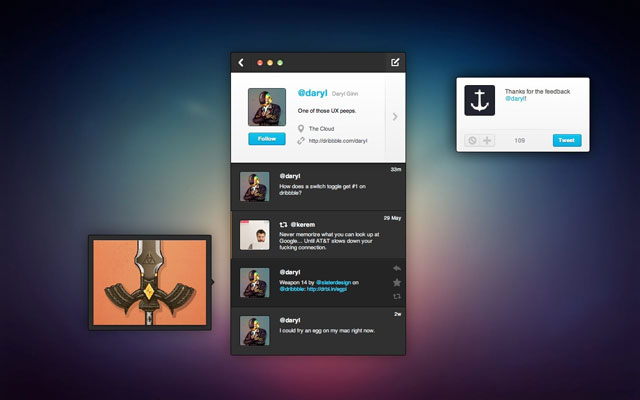 @daryl Daryl Ginn
One of those UX peeps.
The Cloud
Follow
http://dribbble.com/daryl
33m
@daryl
How does a switch toggle get #1 on
dribbble?
29 May
@kerem
Never memorize what you can look up at
Google... Until AT&T slows down your
fucking connection.
@daryl
Weapon 14 by @slaterdesign on
@dribbble: http://drbl.in/egpl
2w
@daryl
I could fry an egg on my mac right now.
Thanks for the feedback
@daryl!
109
Tweet